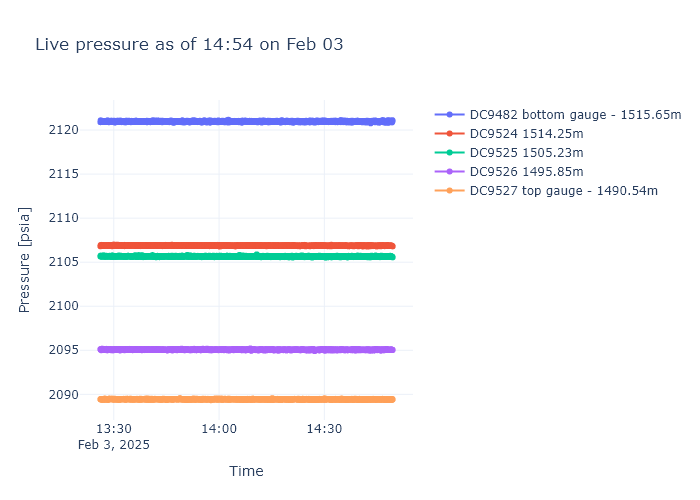 Live pressure as of 14:54 on Feb 03
DC9482 bottom gauge - 1515.65m
DC9524 1514.25m
DC9525 1505.23m
DC9526 1495.85m
DC9527 top gauge - 1490.54m
Pressure [psia]
2120
2115
2110
2105
2100
2095
2090
13:30
14:00
14:30
Feb 3, 2025
Time